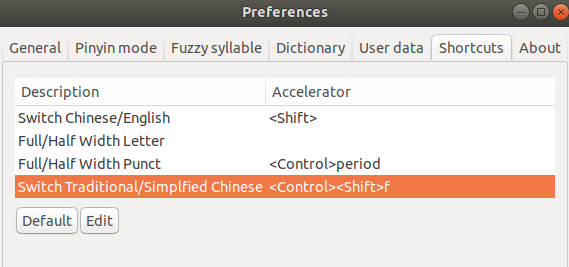 Preferences
General Pinyin mode Fuzzy syllable Dictionary User data Shortcuts About
Description Accelerator
Switch Chinese/English <Shift>
Full/Half Width Letter
Full/Half Width Punct <Control>period
Switch Traditional/Simplfied Chinese <Control><Shift>f
Default Edit